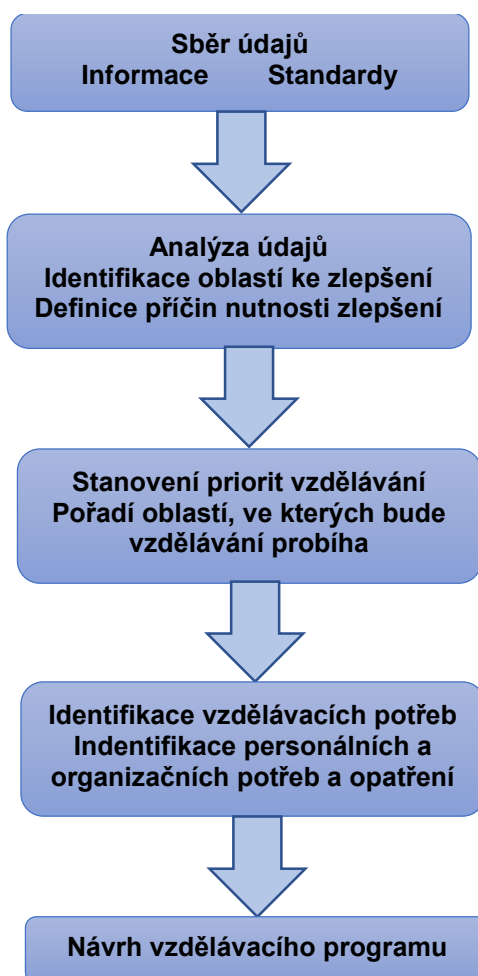 Sběr údajů
Informace Standardy
Analýza údajů
Identifikace oblastí ke zlepšení
Definice příčin nutnosti zlepšení
Stanovení priorit vzdělávání
Pořadí oblastí, ve kterých bude
vzdělávání probíha
Identifikace vzdělávacích potřeb
Indentifikace personálních a
organizačních potřeb a opatření
Návrh vzdělávacího programu